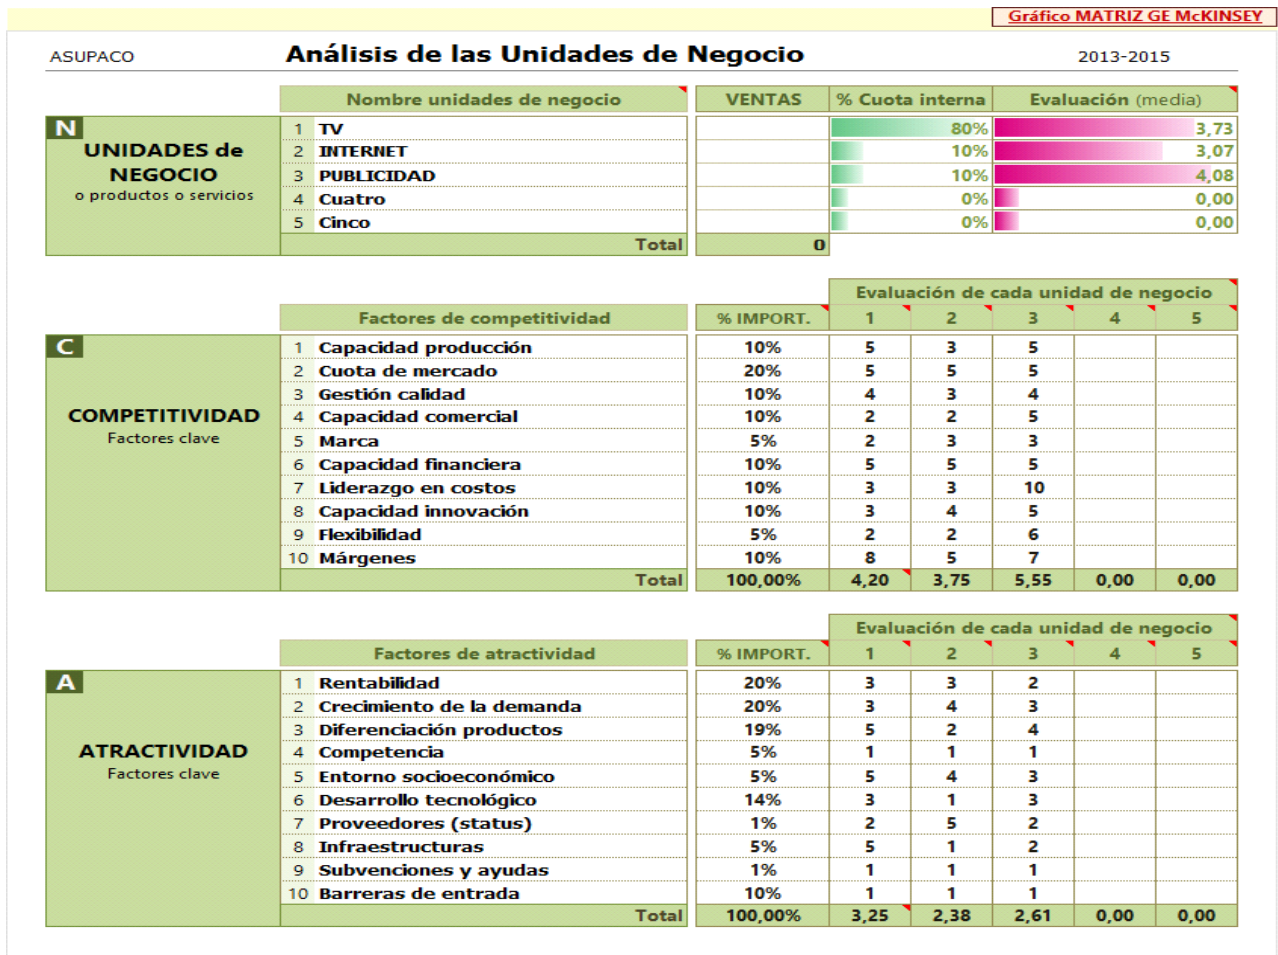 Gráfico MATRIZ GE McKINSEY
ASUPACO Análisis de las Unidades de Negocio 2013-2015
Nombre unidades de negocio VENTAS % Cuota interna Evaluación (media)
N
UNIDADES de NEGOCIO
o productos o servicios
1 TV 80% 3,73
2 INTERNET 10% 3,07
3 PUBLICIDAD 10% 4,08
4 Cuatro 0% 0,00
5 Cinco 0% 0,00
Total 0
Evaluación de cada unidad de negocio
Factores de competitividad % IMPORT. 1 2 3 4 5
C
COMPETITIVIDAD
Factores clave
1 Capacidad producción 10% 5 3 5
2 Cuota de mercado 20% 5 5 5
3 Gestión calidad 10% 4 3 4
4 Capacidad comercial 10% 2 2 5
5 Marca 5% 2 3 3
6 Capacidad financiera 10% 5 5 5
7 Liderazgo en costos 10% 3 3 10
8 Capacidad innovación 10% 3 4 5
9 Flexibilidad 5% 2 2 6
10 Márgenes 10% 8 5 7
Total 100,00% 4,20 3,75 5,55 0,00 0,00
Evaluación de cada unidad de negocio
Factores de atractividad % IMPORT. 1 2 3 4 5
A
ATRACTIVIDAD
Factores clave
1 Rentabilidad 20% 3 3 2
2 Crecimiento de la demanda 20% 3 4 3
3 Diferenciación productos 19% 5 2 4
4 Competencia 5% 1 1 1
5 Entorno socioeconómico 5% 5 4 3
6 Desarrollo tecnológico 14% 3 1 3
7 Proveedores (status) 1% 2 5 2
8 Infraestructuras 5% 5 1 2
9 Subvenciones y ayudas 1% 1 1 1
10 Barreras de entrada 10% 1 1 1
Total 100,00% 3,25 2,38 2,61 0,00 0,00